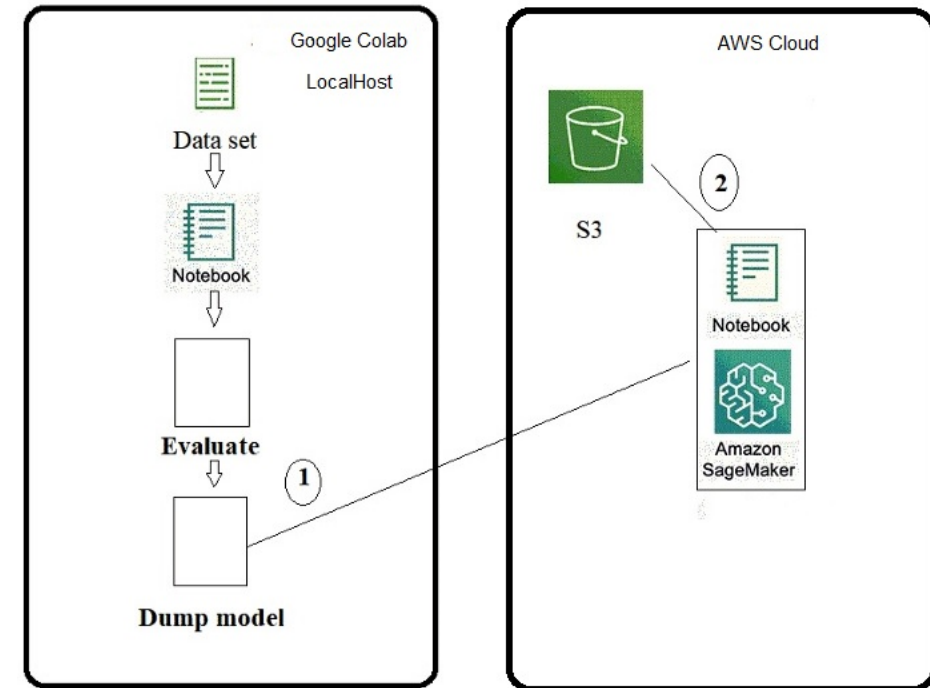 Google Colab
LocalHost
Data set
Notebook
Evaluate
1
Dump model
AWS Cloud
S3
2
Notebook
Amazon
SageMaker